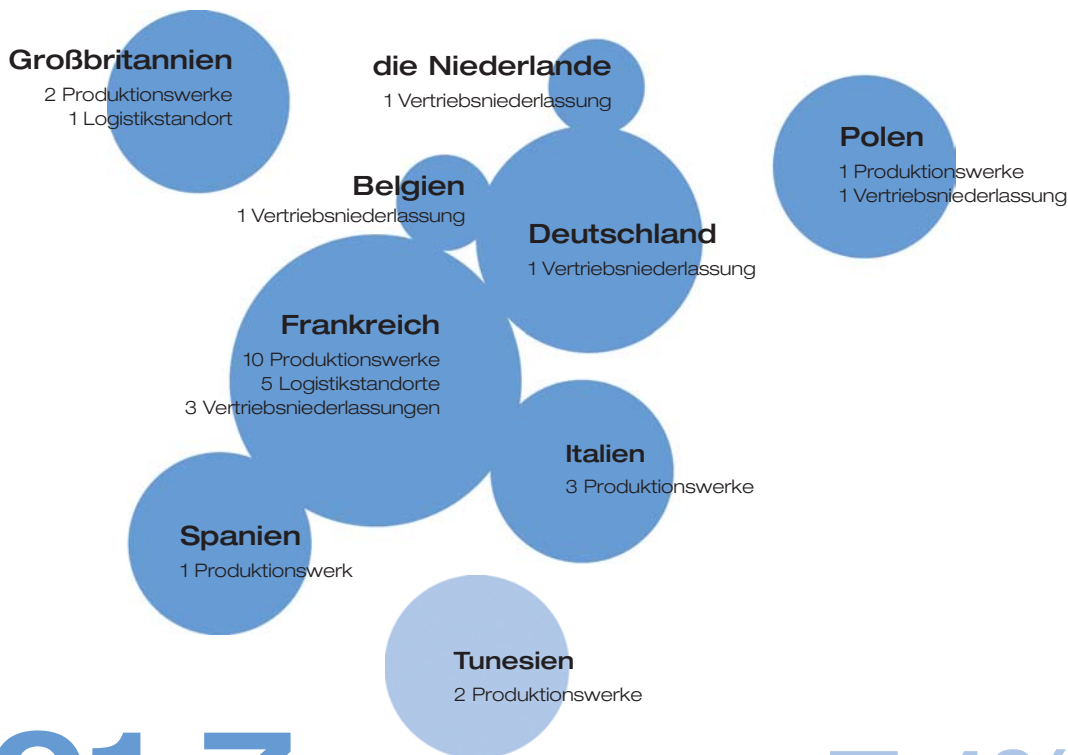 Großbritannien
2 Produktionswerke
1 Logistikstandort
die Niederlande
1 Vertriebsniederlassung
Polen
1 Produktionswerke
1 Vertriebsniederlassung
Belgien
1 Vertriebsniederlassung
Deutschland
1 Vertriebsniederlassung
Frankreich
10 Produktionswerke
5 Logistikstandorte
3 Vertriebsniederlassungen
Italien
3 Produktionswerke
Spanien
1 Produktionswerk
Tunesien
2 Produktionswerke